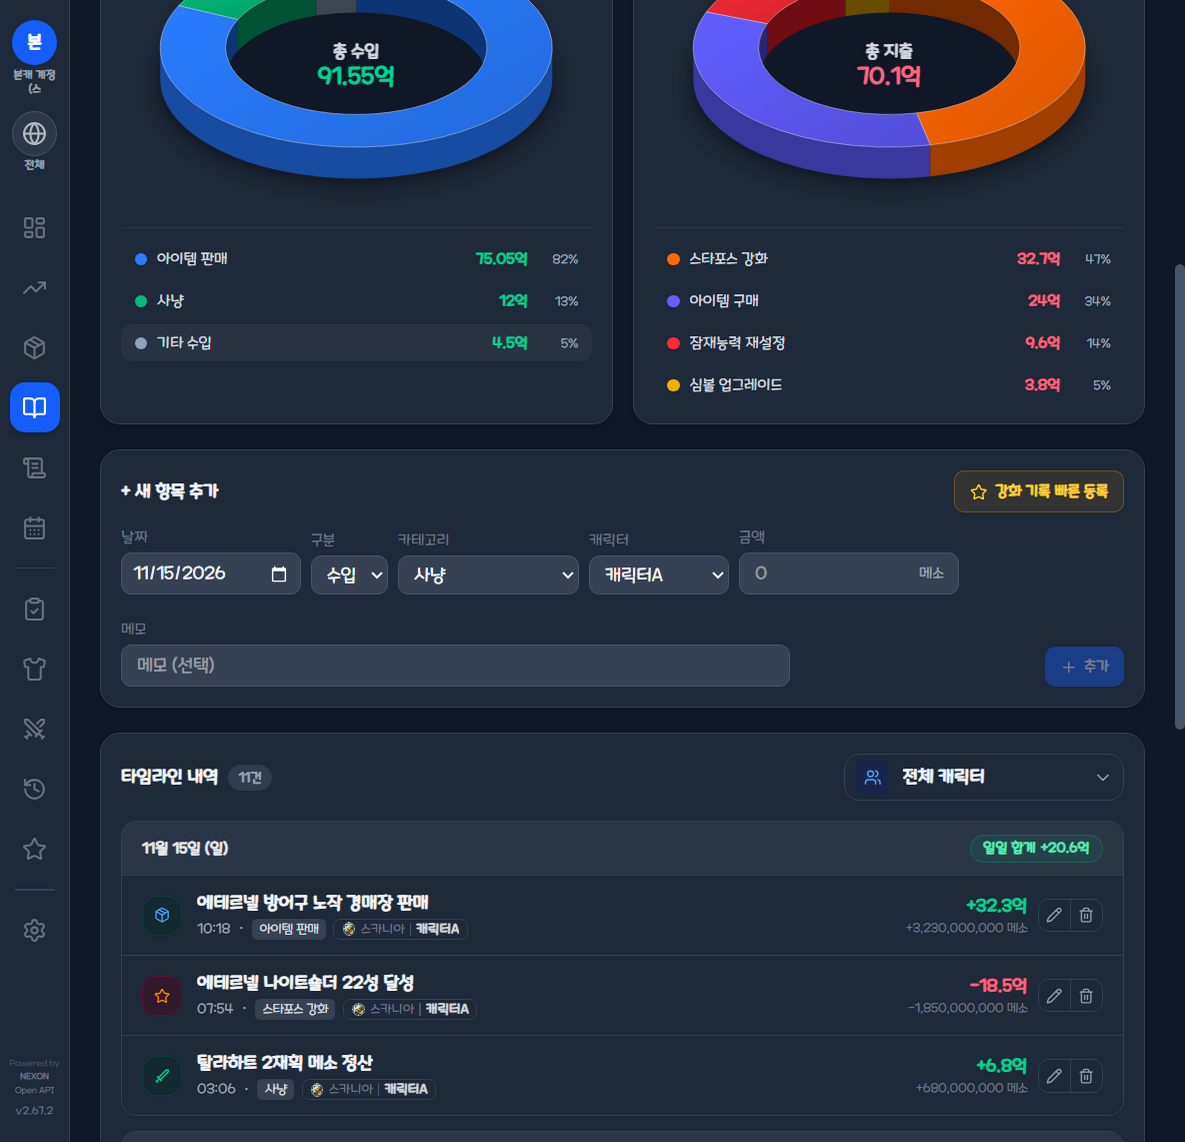 본
본캐 계정
(스
전체
Powered by
NEXON
Open API
v2.67.2
총 수입
91.55억
아이템 판매 75.05억 82%
사냥 12억 13%
기타 수입 4.5억 5%
총 지출
70.1억
스타포스 강화 32.7억 47%
아이템 구매 24억 34%
잠재능력 재설정 9.6억 14%
심볼 업그레이드 3.8억 5%
+ 새 항목 추가
강화 기록 빠른 등록
날짜 구분 카테고리 캐릭터 금액
11/15/2026 수입 사냥 캐릭터A 0 메소
메모
메모 (선택)
+ 추가
타임라인 내역 11건
전체 캐릭터
11월 15일 (일) 일일 합계 +20.6억
에테르넬 방어구 노작 경매장 판매
10:18 · 아이템 판매 스카니아 | 캐릭터A
+32.3억
+3,230,000,000 메소
에테르넬 나이트숄더 22성 달성
07:54 · 스타포스 강화 스카니아 | 캐릭터A
-18.5억
-1,850,000,000 메소
탈라하트 2재획 메소 정산
03:06 · 사냥 스카니아 | 캐릭터A
+6.8억
+680,000,000 메소